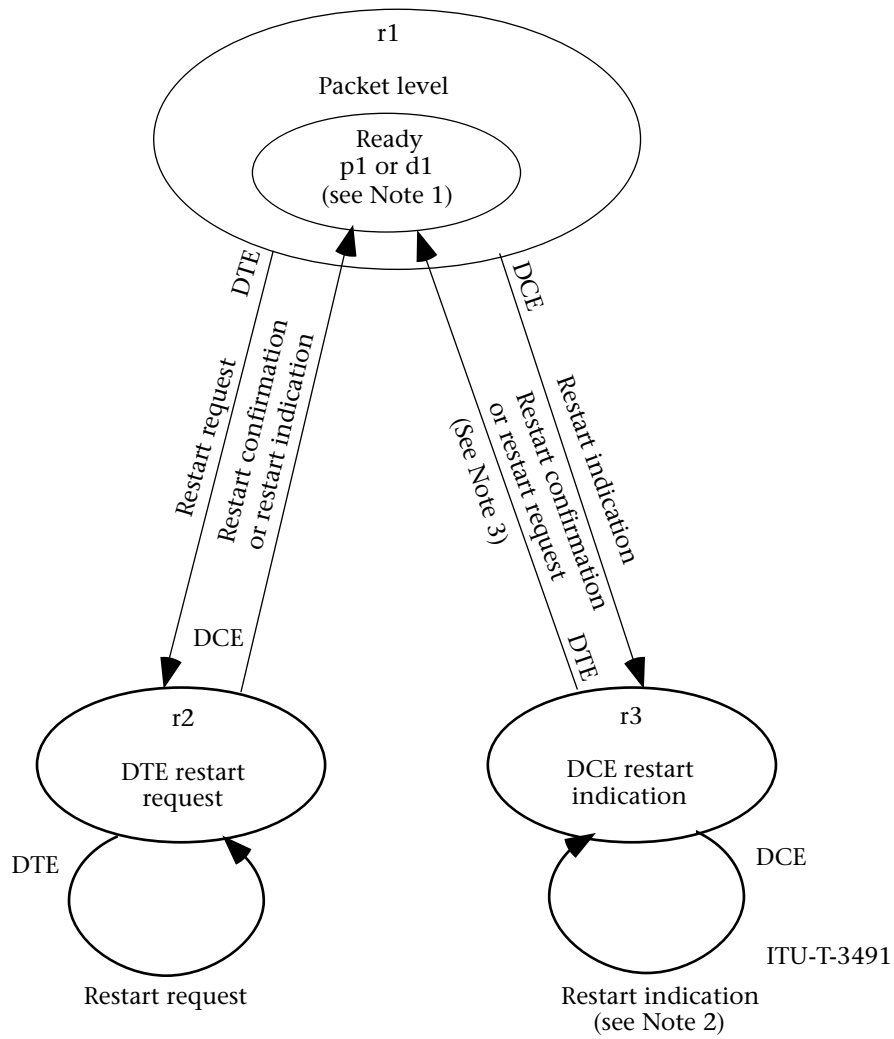 r1
Packet level
Ready
p1 or d1
(see Note 1)
DTE
DCE
Restart request
Restart confirmation
or restart indication
Restart indication
Restart confirmation
or restart request
(See Note 3)
DCE
DTE
r2
DTE restart
request
r3
DCE restart
indication
DTE
DCE
Restart request
ITU-T-3491
Restart indication
(see Note 2)